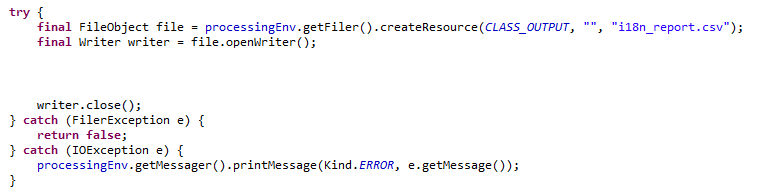 try {
    final FileObject file = processingEnv.getFiler().createResource(CLASS_OUTPUT, "", "i18n_report.csv");
    final Writer writer = file.openWriter();
    writer.close();
} catch (FilerException e) {
    return false;
} catch (IOException e) {
    processingEnv.getMessager().printMessage(Kind.ERROR, e.getMessage());
}